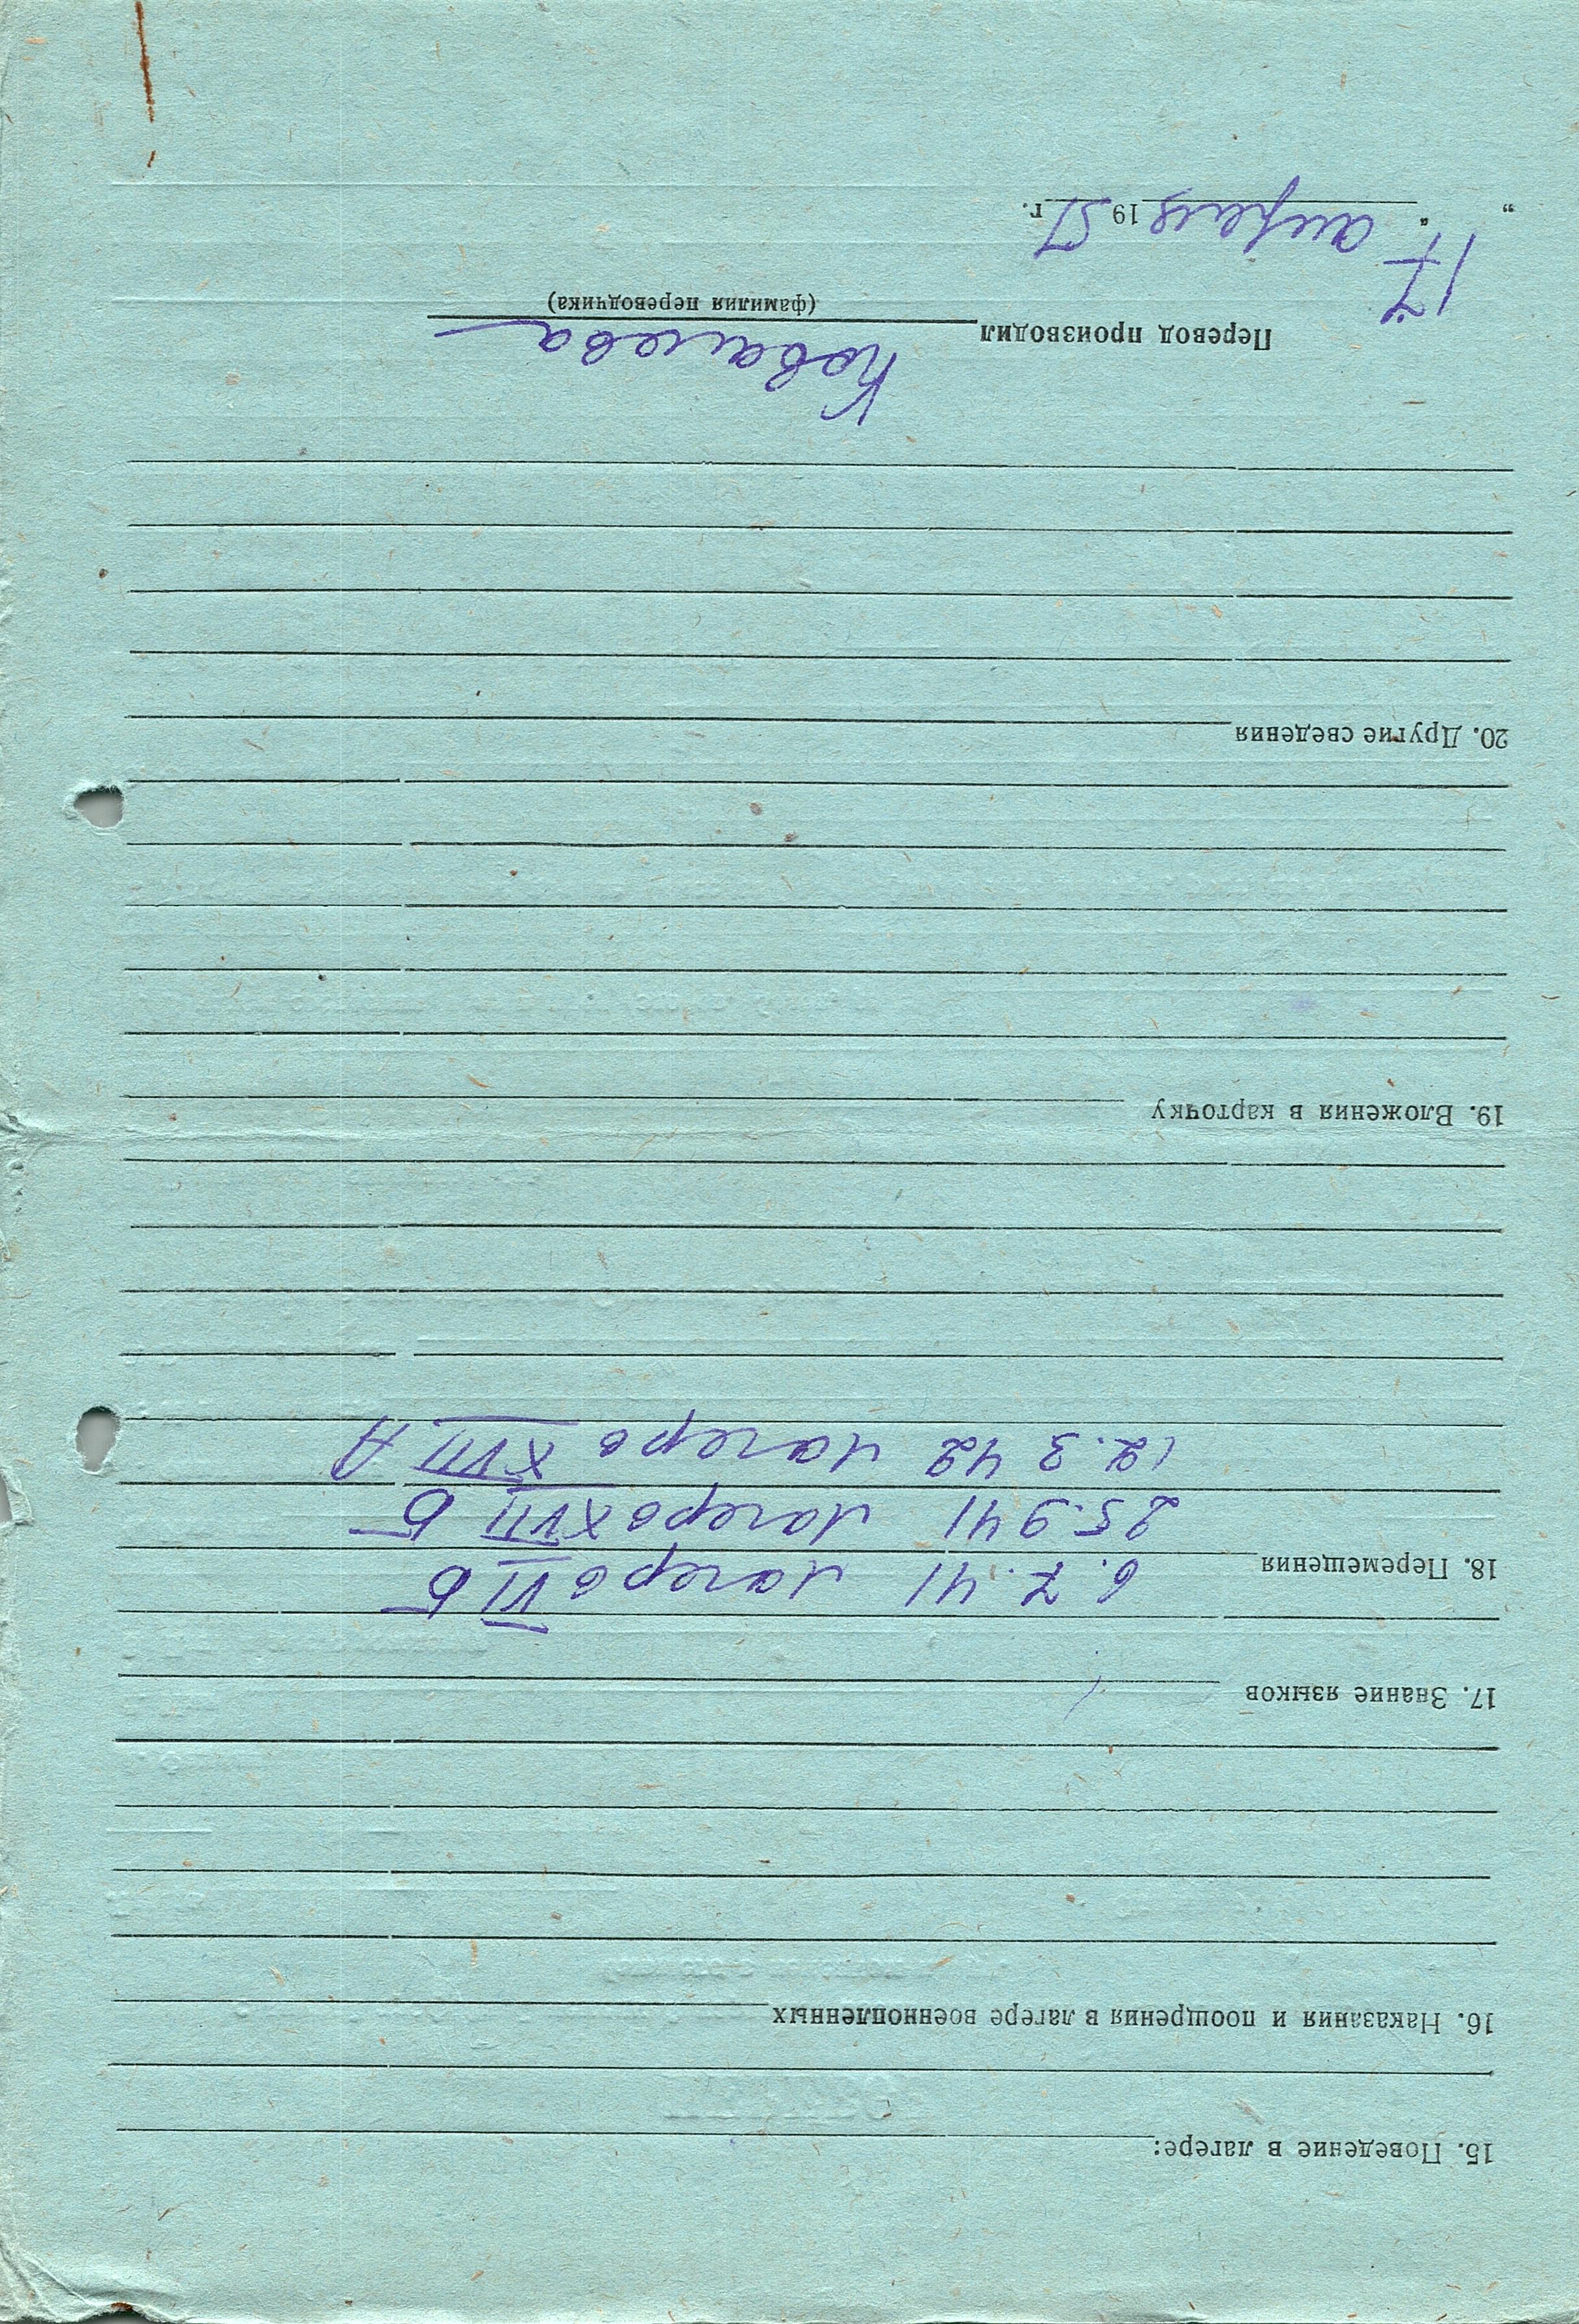 15. Поведение в лагере:
16. Наказания и поощрения в лагере военнопленных
17. Знание языков
6. 7. 41 лагерь VI Б
18. Перемещения
25. 9 41 лагерь XVII Б
12. 3 42 лагерь XVII А
19. Вложения в карточку
20. Другие сведения
Перевод производил Ковалева
(фамилия переводчика)
„17“ апреля 1951 г.